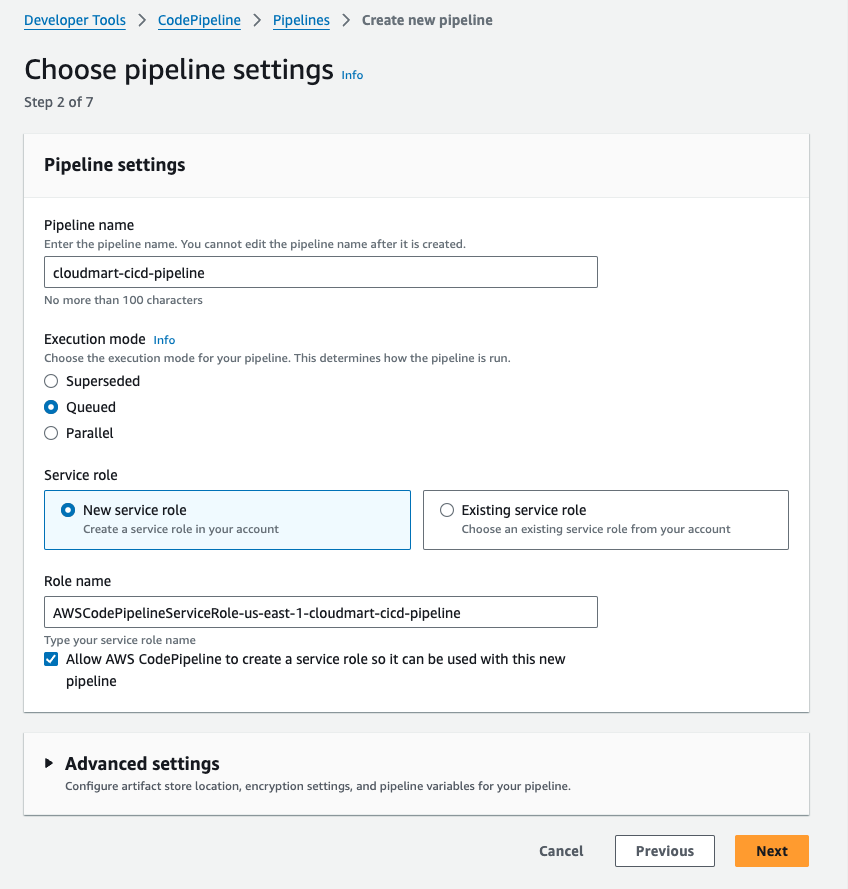 Developer Tools > CodePipeline > Pipelines > Create new pipeline
Choose pipeline settings Info
Step 2 of 7
Pipeline settings
Pipeline name
Enter the pipeline name. You cannot edit the pipeline name after it is created.
cloudmart-cicd-pipeline
No more than 100 characters
Execution mode Info
Choose the execution mode for your pipeline. This determines how the pipeline is run.
Superseded
Queued
Parallel
Service role
New service role
Create a service role in your account
Existing service role
Choose an existing service role from your account
Role name
AWSCodePipelineServiceRole-us-east-1-cloudmart-cicd-pipeline
Type your service role name
Allow AWS CodePipeline to create a service role so it can be used with this new
pipeline
Advanced settings
Configure artifact store location, encryption settings, and pipeline variables for your pipeline.
Cancel Previous Next